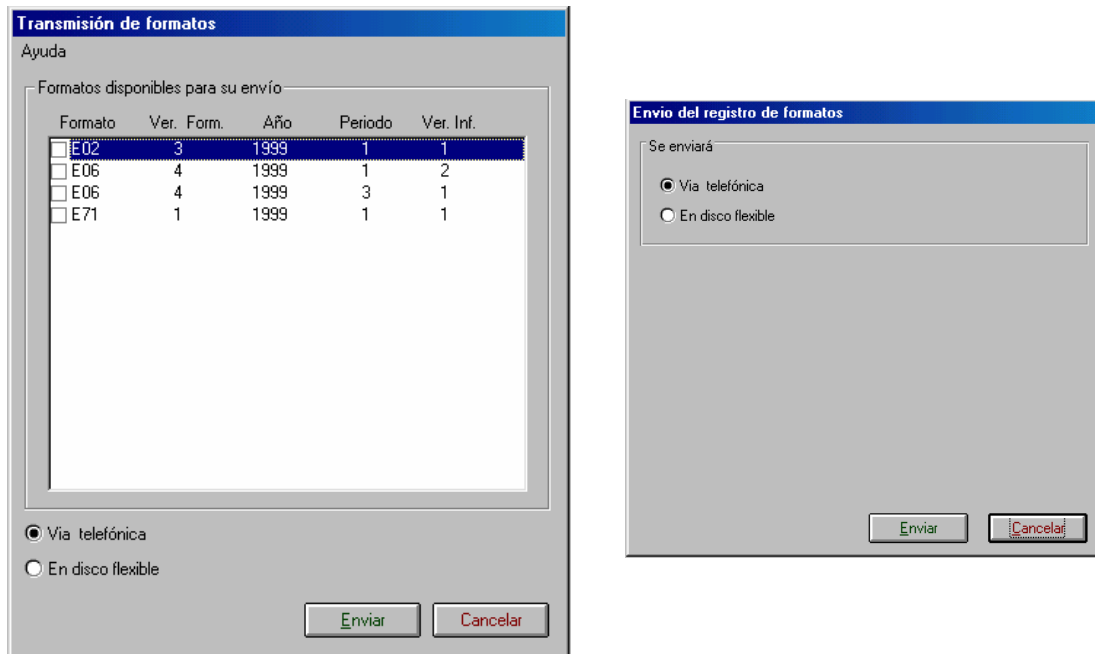 Transmisión de formatos
Ayuda
Formatos disponibles para su envío
Formato Ver. Form. Año Periodo Ver. Inf.
E02 3 1999 1 1
E06 4 1999 1 2
E06 4 1999 3 1
E71 1 1999 1 1
Via telefónica
En disco flexible
Enviar Cancelar
Envio del registro de formatos
Se enviará
Via telefónica
En disco flexible
Enviar Cancelar